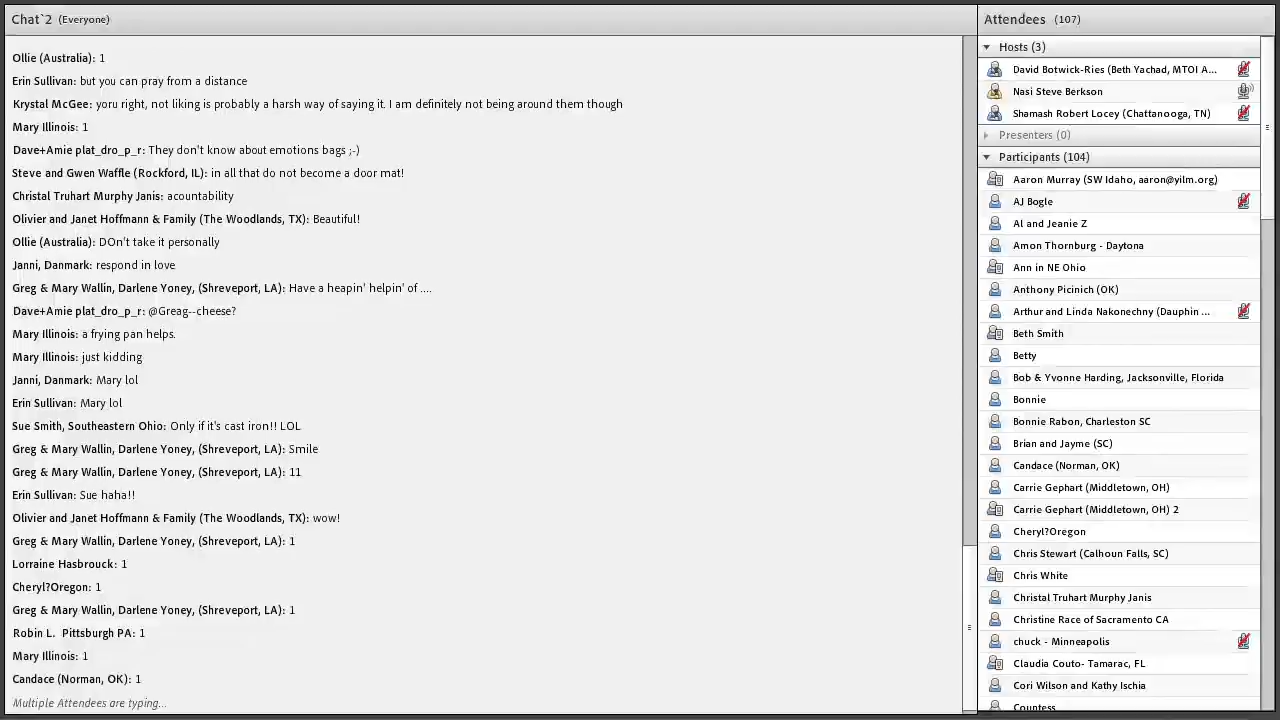 Chat`2 (Everyone)
Ollie (Australia): 1
Erin Sullivan: but you can pray from a distance
Krystal McGee: yoru right, not liking is probably a harsh way of saying it. I am definitely not being around them though
Mary Illinois: 1
Dave+Amie plat_dro_p_r: They don't know about emotions bags ;-)
Steve and Gwen Waffle (Rockford, IL): in all that do not become a door mat!
Christal Truhart Murphy Janis: acountability
Olivier and Janet Hoffmann & Family (The Woodlands, TX): Beautiful!
Ollie (Australia): DOn't take it personally
Janni, Danmark: respond in love
Greg & Mary Wallin, Darlene Yoney, (Shreveport, LA): Have a heapin' helpin' of ....
Dave+Amie plat_dro_p_r: @Greag--cheese?
Mary Illinois: a frying pan helps.
Mary Illinois: just kidding
Janni, Danmark: Mary lol
Erin Sullivan: Mary lol
Sue Smith, Southeastern Ohio: Only if it's cast iron!! LOL
Greg & Mary Wallin, Darlene Yoney, (Shreveport, LA): Smile
Greg & Mary Wallin, Darlene Yoney, (Shreveport, LA): 11
Erin Sullivan: Sue haha!!
Olivier and Janet Hoffmann & Family (The Woodlands, TX): wow!
Greg & Mary Wallin, Darlene Yoney, (Shreveport, LA): 1
Lorraine Hasbrouck: 1
Cheryl?Oregon: 1
Greg & Mary Wallin, Darlene Yoney, (Shreveport, LA): 1
Robin L. Pittsburgh PA: 1
Mary Illinois: 1
Candace (Norman, OK): 1
Multiple Attendees are typing...
Attendees (107)
Hosts (3)
David Botwick-Ries (Beth Yachad, MTOI A...
Nasi Steve Berkson
Shamash Robert Locey (Chattanooga, TN)
Presenters (0)
Participants (104)
Aaron Murray (SW Idaho, aaron@yilm.org)
AJ Bogle
Al and Jeanie Z
Amon Thornburg - Daytona
Ann in NE Ohio
Anthony Picinich (OK)
Arthur and Linda Nakonechny (Dauphin ...
Beth Smith
Betty
Bob & Yvonne Harding, Jacksonville, Florida
Bonnie
Bonnie Rabon, Charleston SC
Brian and Jayme (SC)
Candace (Norman, OK)
Carrie Gephart (Middletown, OH)
Carrie Gephart (Middletown, OH) 2
Cheryl?Oregon
Chris Stewart (Calhoun Falls, SC)
Chris White
Christal Truhart Murphy Janis
Christine Race of Sacramento CA
chuck - Minneapolis
Claudia Couto- Tamarac, FL
Cori Wilson and Kathy Ischia
Countess